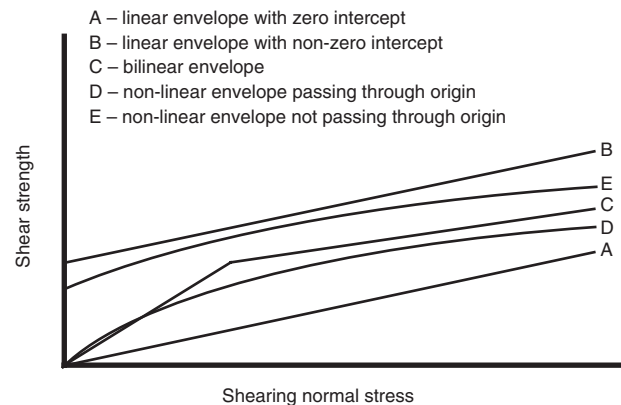 A – linear envelope with zero intercept
B – linear envelope with non-zero intercept
C – bilinear envelope
D – non-linear envelope passing through origin
E – non-linear envelope not passing through origin
Shear strength
B
E
C
D
A
Shearing normal stress